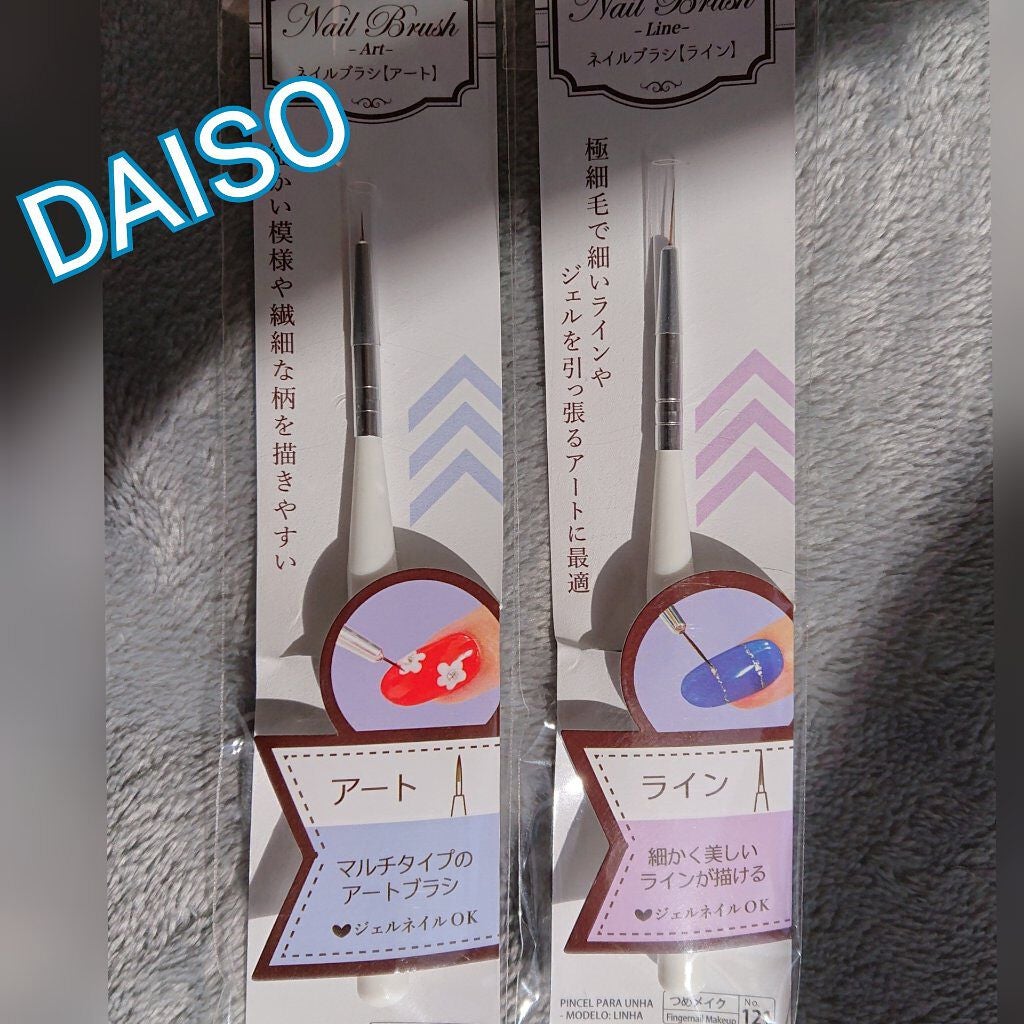 DAISO
Nail Brush
-Art-
ネイルブラシ【アート】
かい模様や繊細な柄を描きやすい
アート
マルチタイプの
アートブラシ
♥ジェルネイルOK
Nail Brush
-Line-
ネイルブラシ【ライン】
極細毛で細いラインや
ジェルを引っ張るアートに最適
ライン
細かく美しい
ラインが描ける
♥ジェルネイルOK
PINCEL PARA UNHA
- MODELO: LINHA
つめメイク
Fingernail Makeup
No.